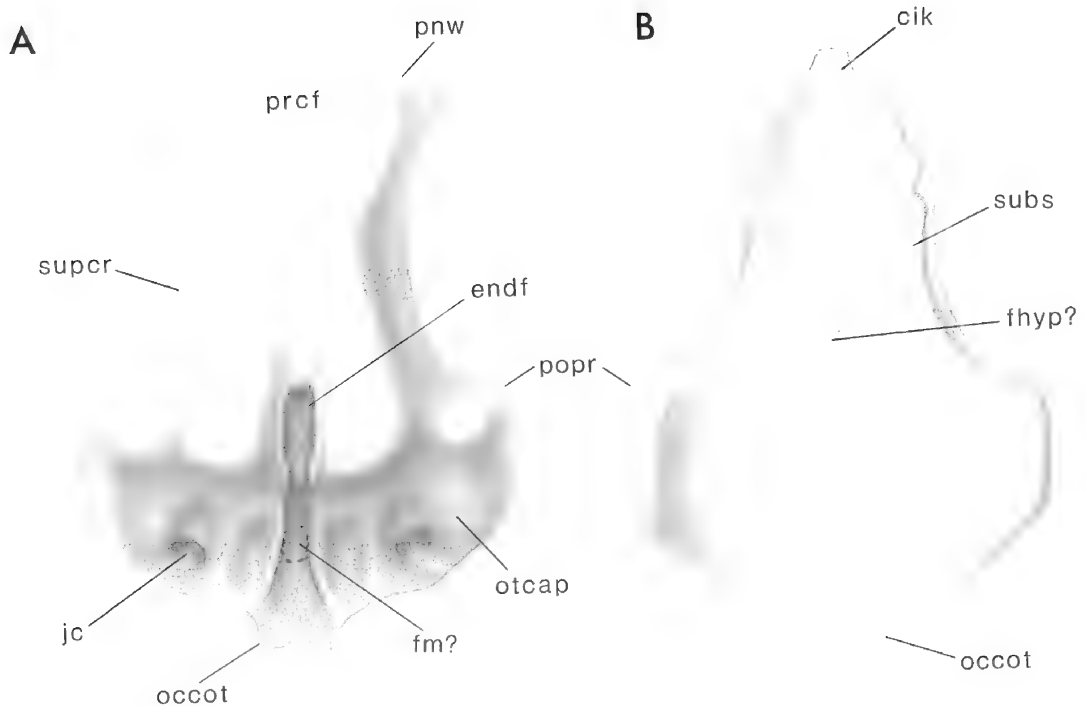 A
pnw
prcf
supcr
endf
popr
otcap
jc
fm?
occot
B
cik
subs
fhyp?
occot